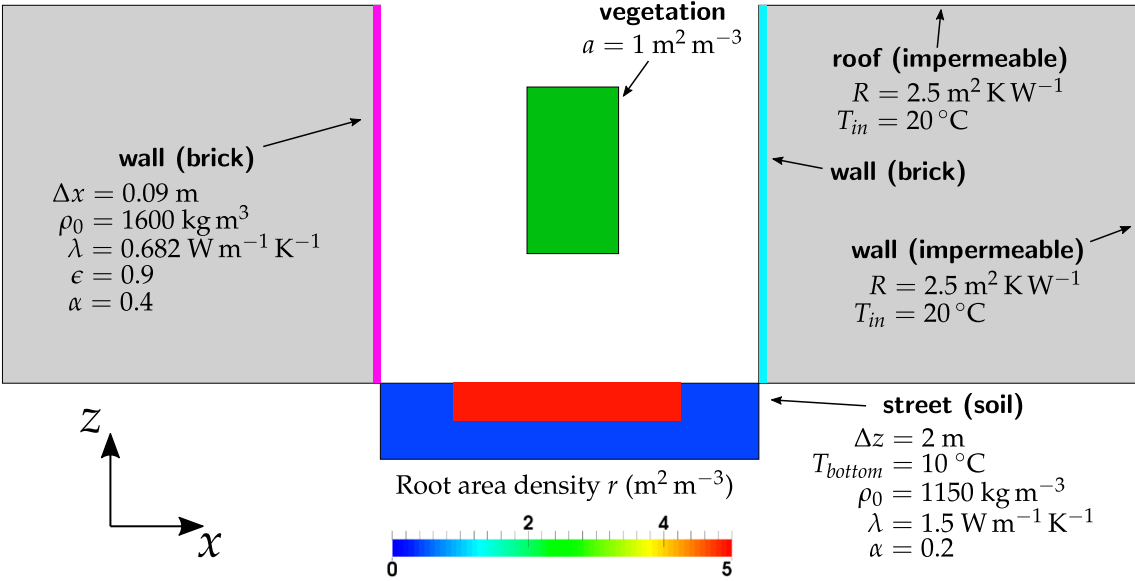 vegetation
a = 1 m² m⁻³
roof (impermeable)
R = 2.5 m² K W⁻¹
T_in = 20 °C
wall (brick)
Δx = 0.09 m
ρ₀ = 1600 kg m³
λ = 0.682 W m⁻¹ K⁻¹
ϵ = 0.9
α = 0.4
wall (brick)
wall (impermeable)
R = 2.5 m² K W⁻¹
T_in = 20 °C
street (soil)
Δz = 2 m
T_bottom = 10 °C
ρ₀ = 1150 kg m⁻³
λ = 1.5 W m⁻¹ K⁻¹
α = 0.2
z
x
Root area density r (m² m⁻³)
2 4
0 5